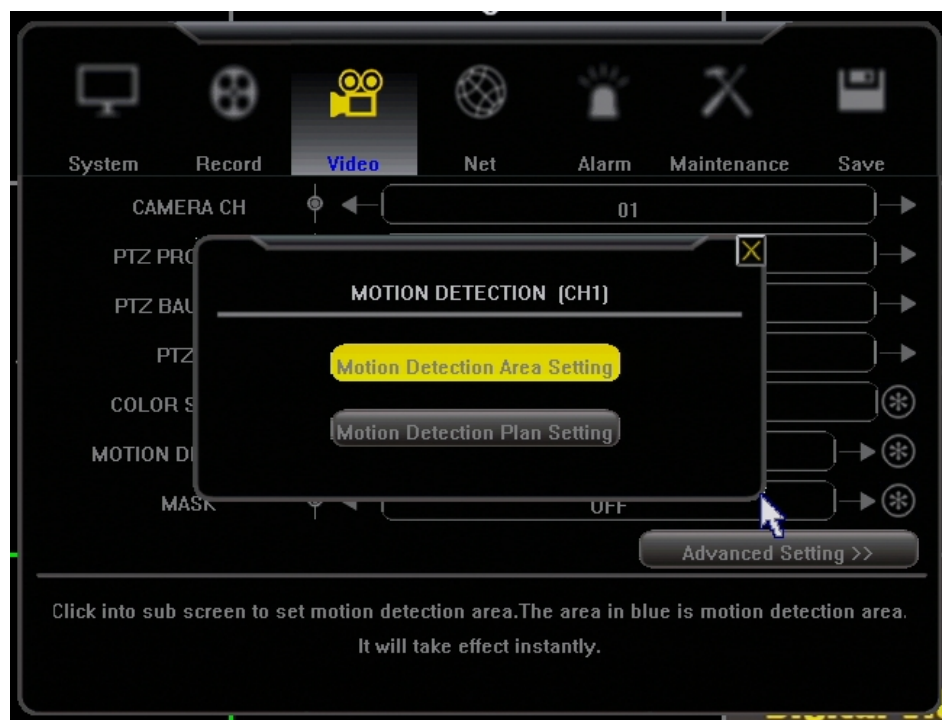 System Record Video Net Alarm Maintenance Save
CAMERA CH 01
PTZ PRO
PTZ BAU
PTZ
COLOR S
MOTION DE
MASK OFF
MOTION DETECTION (CH1)
Motion Detection Area Setting
Motion Detection Plan Setting
Advanced Setting >>
Click into sub screen to set motion detection area.The area in blue is motion detection area.
It will take effect instantly.